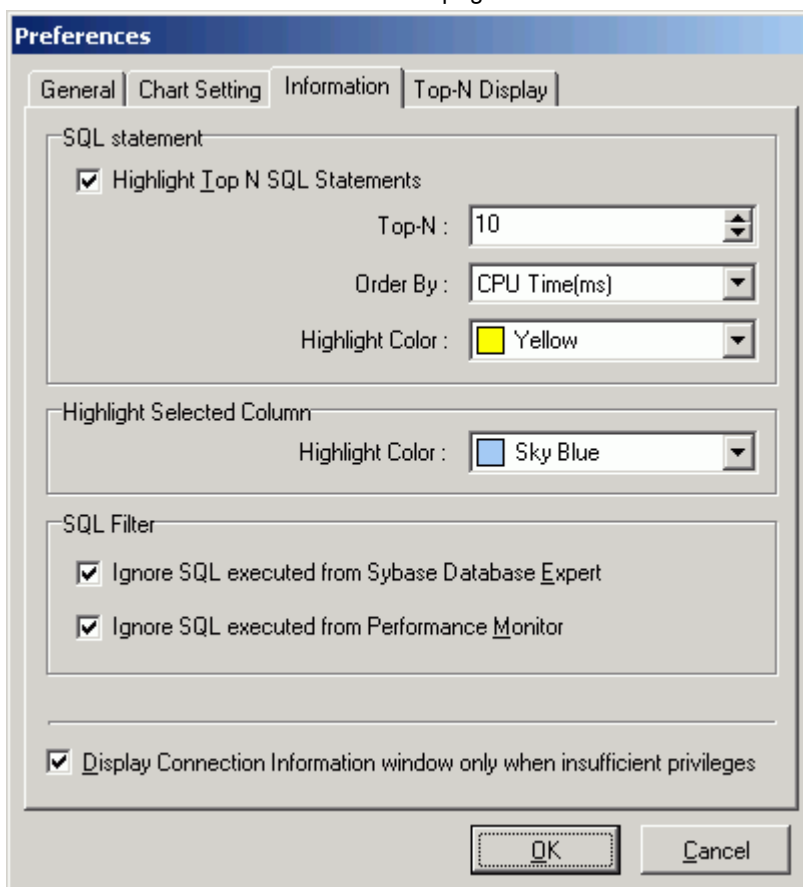 Preferences
General Chart Setting Information Top-N Display
SQL statement
Highlight Top N SQL Statements
Top-N : 10
Order By : CPU Time(ms)
Highlight Color : Yellow
Highlight Selected Column
Highlight Color : Sky Blue
SQL Filter
Ignore SQL executed from Sybase Database Expert
Ignore SQL executed from Performance Monitor
Display Connection Information window only when insufficient privileges
OK Cancel